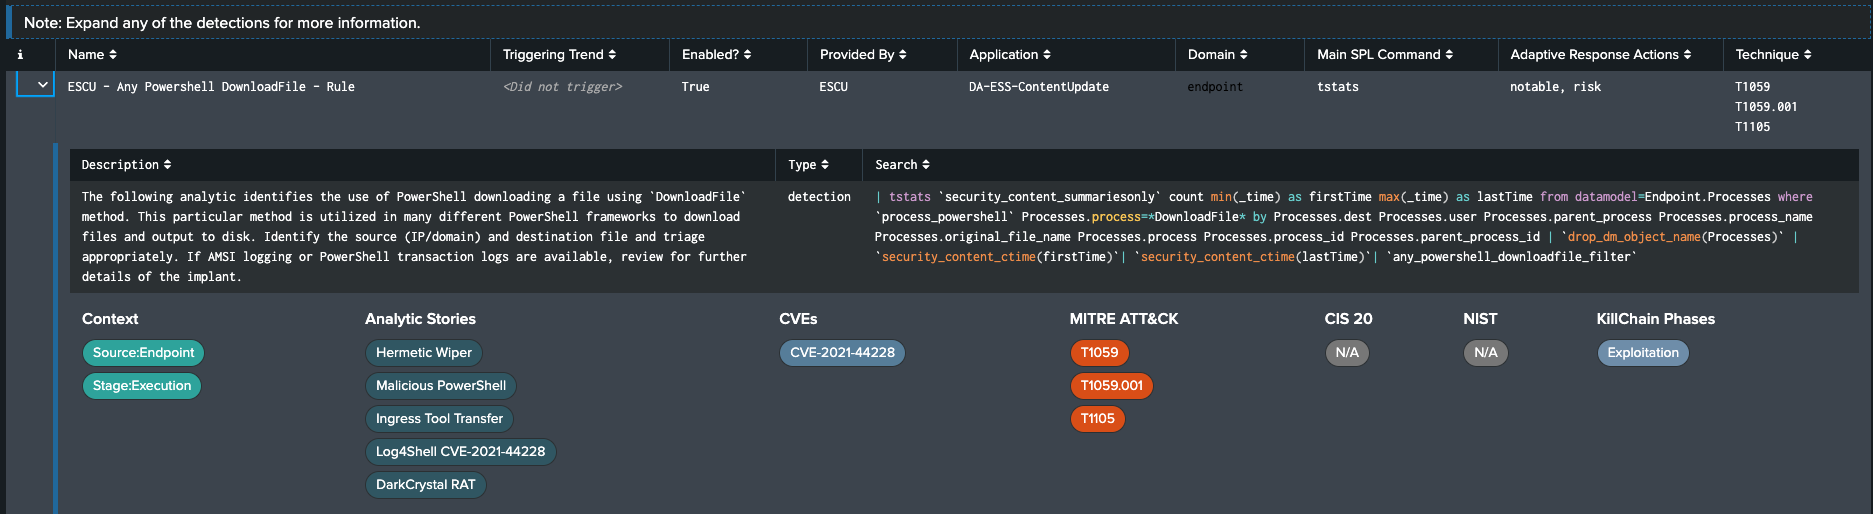 Note: Expand any of the detections for more information.
i Name Triggering Trend Enabled? Provided By Application Domain Main SPL Command Adaptive Response Actions Technique
ESCU - Any Powershell DownloadFile - Rule <Did not trigger> True ESCU DA-ESS-ContentUpdate endpoint tstats notable, risk T1059
T1059.001
T1105
Description Type Search
The following analytic identifies the use of PowerShell downloading a file using `DownloadFile`
method. This particular method is utilized in many different PowerShell frameworks to download
files and output to disk. Identify the source (IP/domain) and destination file and triage
appropriately. If AMSI logging or PowerShell transaction logs are available, review for further
details of the implant.
detection
| tstats `security_content_summariesonly` count min(_time) as firstTime max(_time) as lastTime from datamodel=Endpoint.Processes where
`process_powershell` Processes.process=*DownloadFile* by Processes.dest Processes.user Processes.parent_process Processes.process_name
Processes.original_file_name Processes.process Processes.process_id Processes.parent_process_id | `drop_dm_object_name(Processes)` |
`security_content_ctime(firstTime)`| `security_content_ctime(lastTime)`| `any_powershell_downloadfile_filter`
Context
Source:Endpoint
Stage:Execution
Analytic Stories
Hermetic Wiper
Malicious PowerShell
Ingress Tool Transfer
Log4Shell CVE-2021-44228
DarkCrystal RAT
CVEs
CVE-2021-44228
MITRE ATT&CK
T1059
T1059.001
T1105
CIS 20
N/A
NIST
N/A
KillChain Phases
Exploitation